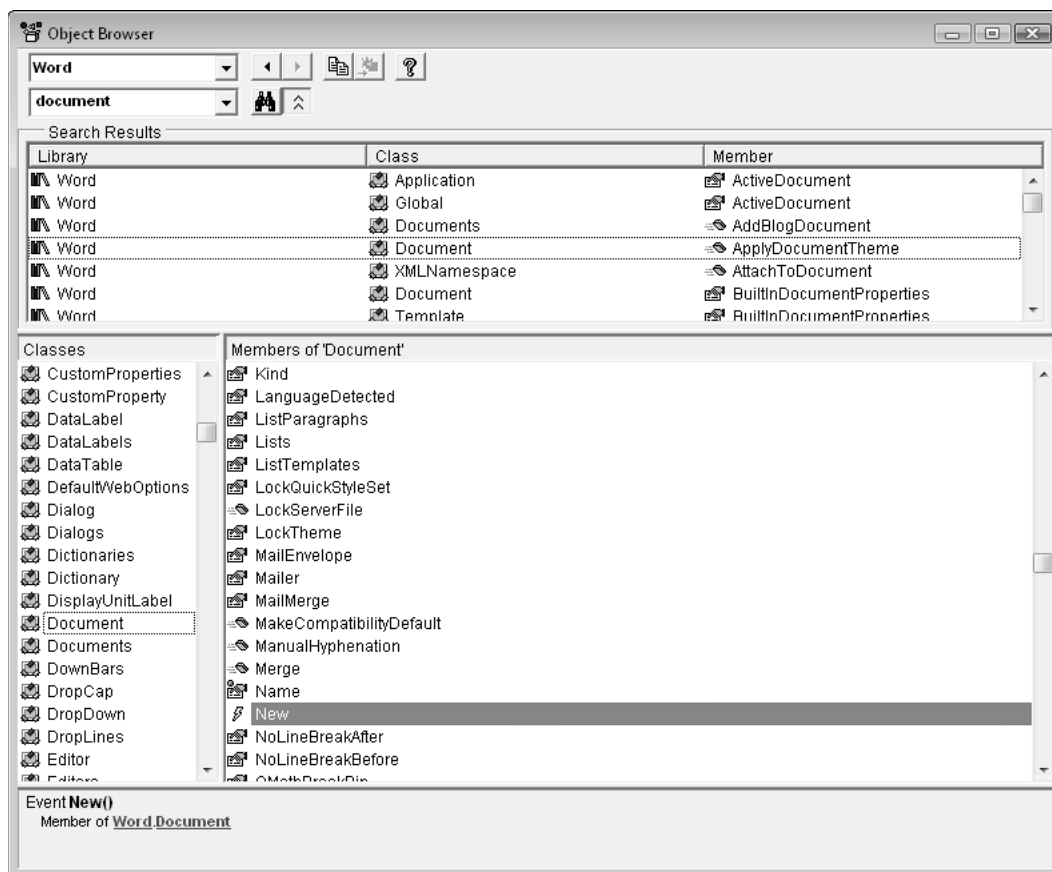 Object Browser
Word
document
Search Results
Library Class Member
Word Application ActiveDocument
Word Global ActiveDocument
Word Documents AddBlogDocument
Word Document ApplyDocumentTheme
Word XMLNamespace AttachToDocument
Word Document BuiltInDocumentProperties
Word Template BuiltInDocumentProperties
Classes
CustomProperties
CustomProperty
DataLabel
DataLabels
DataTable
DefaultWebOptions
Dialog
Dialogs
Dictionaries
Dictionary
DisplayUnitLabel
Document
Documents
DownBars
DropCap
DropDown
DropLines
Editor
Editors
Members of 'Document'
Kind
LanguageDetected
ListParagraphs
Lists
ListTemplates
LockQuickStyleSet
LockServerFile
LockTheme
MailEnvelope
Mailer
MailMerge
MakeCompatibilityDefault
ManualHyphenation
Merge
Name
New
NoLineBreakAfter
NoLineBreakBefore
OMathBreakBin
Event New()
Member of Word.Document